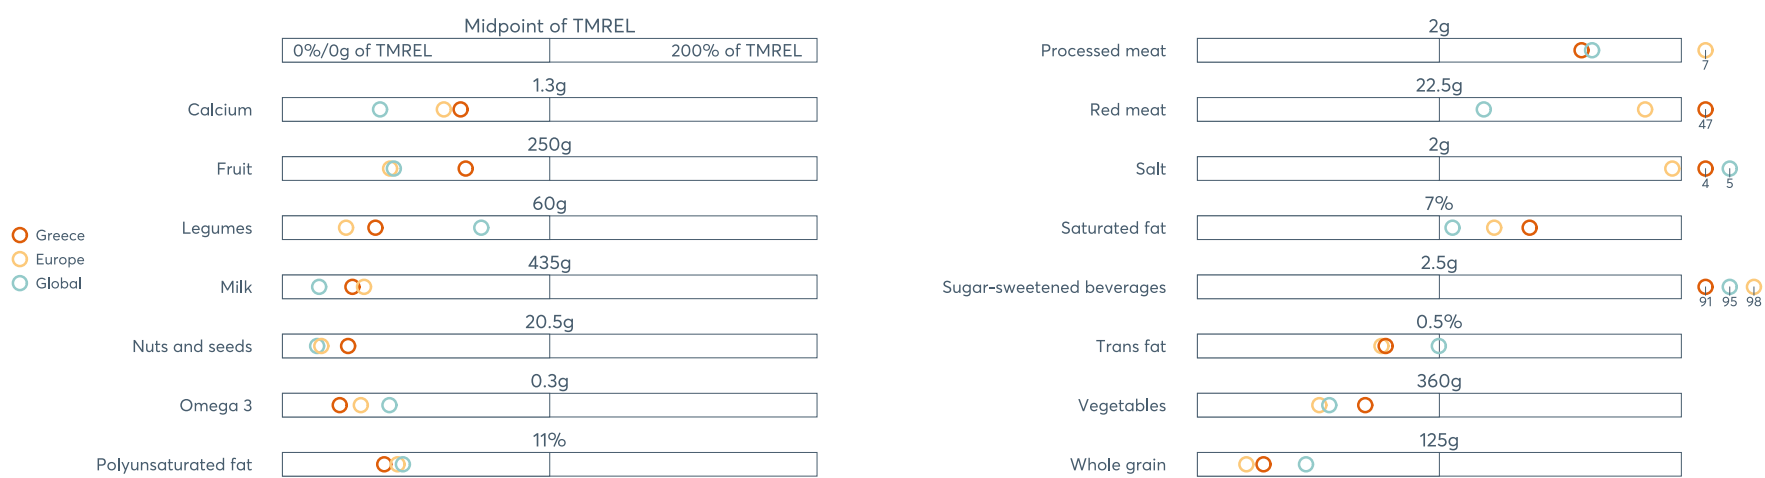 Midpoint of TMREL
0%/0g of TMREL
200% of TMREL
Calcium
1.3g
Fruit
250g
Legumes
60g
Milk
435g
Nuts and seeds
20.5g
Omega 3
0.3g
Polyunsaturated fat
11%
Greece
Europe
Global
Processed meat
2g
7
Red meat
22.5g
47
Salt
2g
4 5
Saturated fat
7%
Sugar-sweetened beverages
2.5g
91 95 98
Trans fat
0.5%
Vegetables
360g
Whole grain
125g